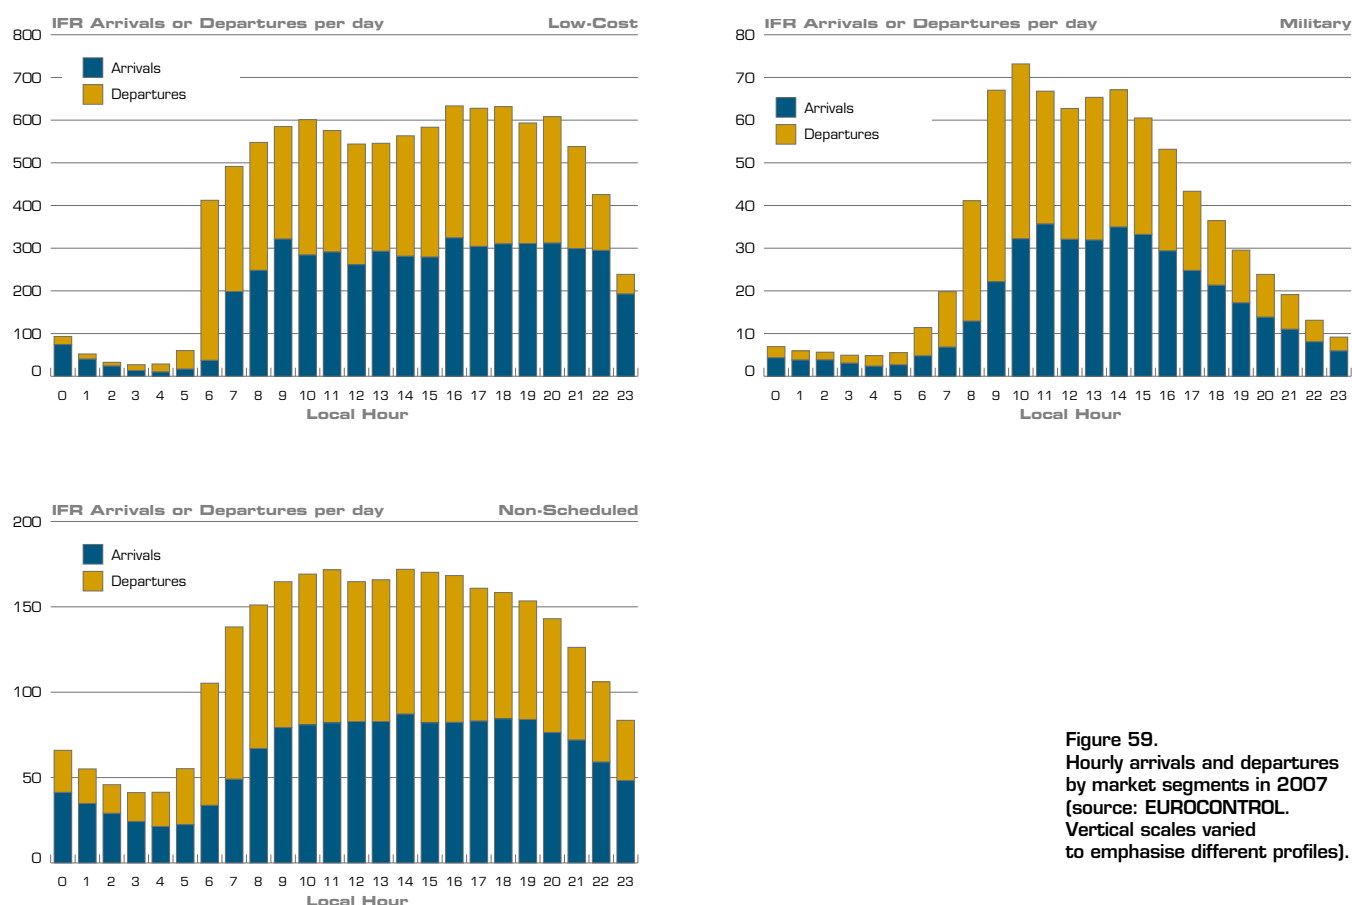 IFR Arrivals or Departures per day Low-Cost
800
700
600
500
400
300
200
100
0
Arrivals
Departures
0 1 2 3 4 5 6 7 8 9 10 11 12 13 14 15 16 17 18 19 20 21 22 23
Local Hour
IFR Arrivals or Departures per day Military
80
70
60
50
40
30
20
10
0
Arrivals
Departures
0 1 2 3 4 5 6 7 8 9 10 11 12 13 14 15 16 17 18 19 20 21 22 23
Local Hour
IFR Arrivals or Departures per day Non-Scheduled
200
150
100
50
0
Arrivals
Departures
0 1 2 3 4 5 6 7 8 9 10 11 12 13 14 15 16 17 18 19 20 21 22 23
Local Hour
Figure 59.
Hourly arrivals and departures
by market segments in 2007
(source: EUROCONTROL.
Vertical scales varied
to emphasise different profiles).